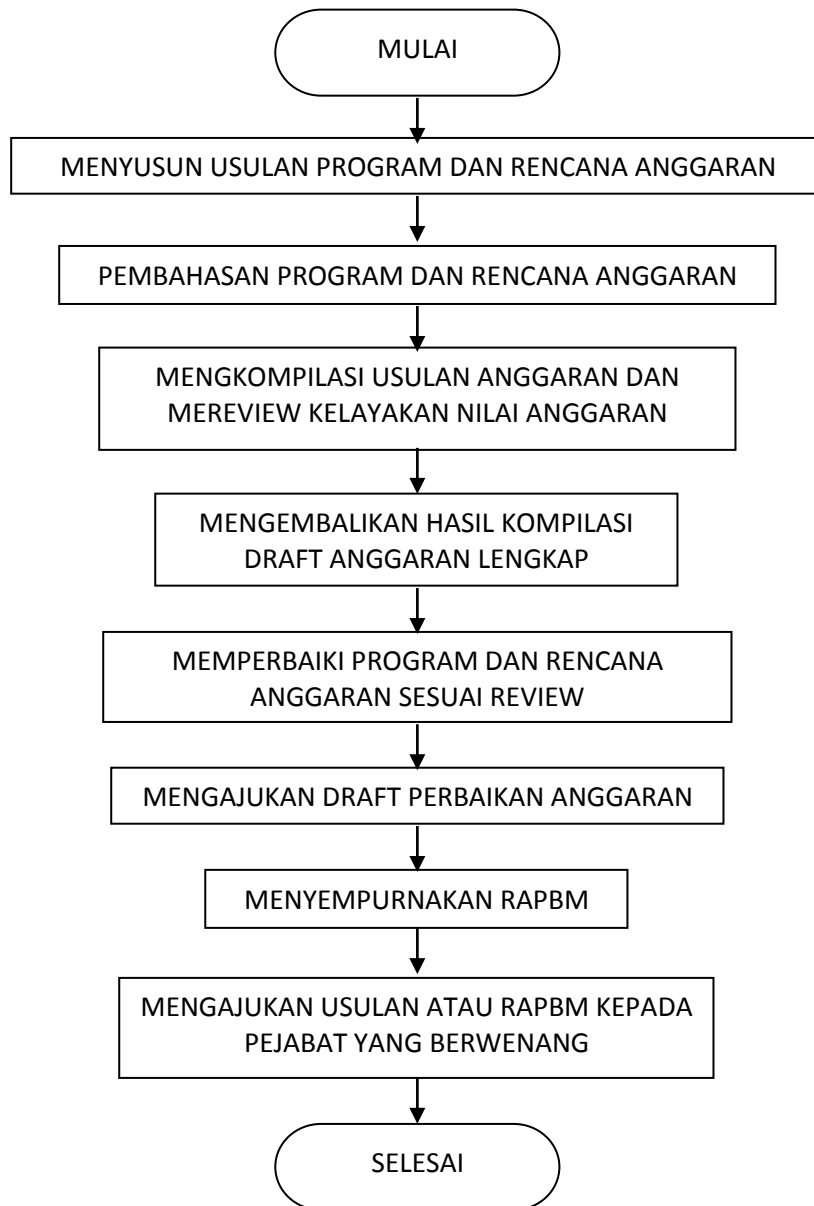 MULAI
MENYUSUN USULAN PROGRAM DAN RENCANA ANGGARAN
PEMBAHASAN PROGRAM DAN RENCANA ANGGARAN
MENGKOMPILASI USULAN ANGGARAN DAN
MEREVIEW KELAYAKAN NILAI ANGGARAN
MENGEMBALIKAN HASIL KOMPILASI
DRAFT ANGGARAN LENGKAP
MEMPERBAIKI PROGRAM DAN RENCANA
ANGGARAN SESUAI REVIEW
MENGAJUKAN DRAFT PERBAIKAN ANGGARAN
MENYEMPURNAKAN RAPBM
MENGAJUKAN USULAN ATAU RAPBM KEPADA
PEJABAT YANG BERWENANG
SELESAI